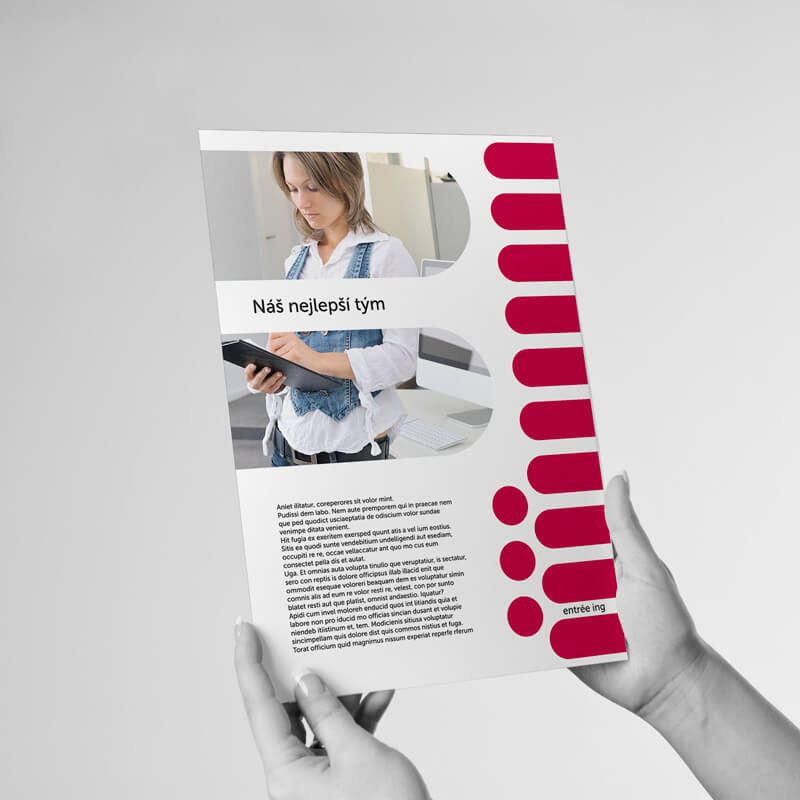 Náš nejlepší tým
Aniet ilitatur, coreperores sit volor mint.
Pudissi dem labo. Nem aute premporem qui in praecae nem
que ped quodict usciaeptatia de odiscium volor sundae
venimpe ditata venient.
Hit fugia ex exeritem exersped quunt atis a vel ium eostius.
Sitis ea quodi sunte vendebitium undelligendi aut esediam,
occupiti re re, occae vellaccatur ant quo mo cus eum
consectet pella dis et autat.
Uga. Et omnias auta volupta tinullo que veruptatiur, is sectatur,
sero con reptis is dolore officipsus illab illacid enit que
ommodit esequae voloreri beaquam dem es voluptatur simin
comnis alis ad eum re volor resti re, velest, con por sunto
blatet resti aut que platist, omnist andaestio. Iquatur?
Apidi cum invel moloreh enducid quos int litiandis quia et
labore non pro iducid mo officias sincian dusant et volupie
niendeb itiistinum et, tem. Modicienis sitiusa voluptatur
sincimpellam quis dolore dist quis commos nistius et fuga.
Torat officium quid magnimus nissum experiat reperfe rferum
entrée ing